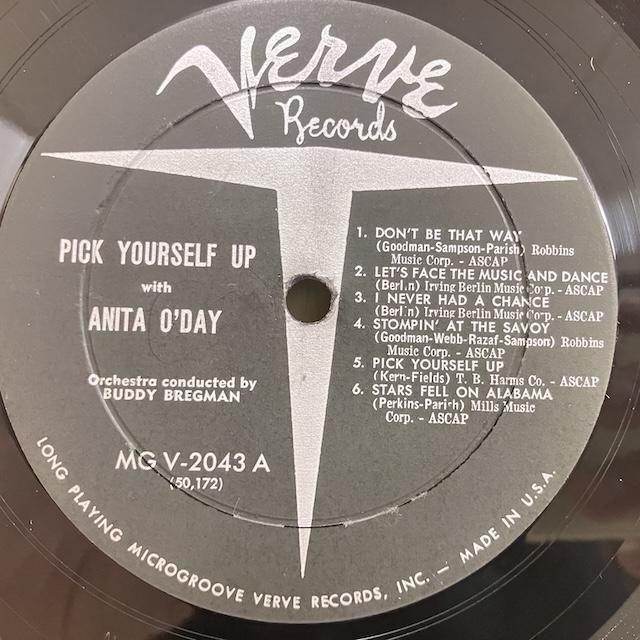 VERVE
Records
PICK YOURSELF UP
with
ANITA O'DAY
Orchestra conducted by
BUDDY BREGMAN
MG V-2043 A
(50,172)
1. DON'T BE THAT WAY
(Goodman-Sampson-Parish) Robbins
Music Corp. - ASCAP
2. LET'S FACE THE MUSIC AND DANCE
(Berlin) Irving Berlin Music Corp. - ASCAP
3. I NEVER HAD A CHANCE
(Berlin) Irving Berlin Music Corp. - ASCAP
4. STOMPIN' AT THE SAVOY
(Goodman-Webb-Razaf-Sampson) Robbins
Music Corp. - ASCAP
5. PICK YOURSELF UP
(Kern-Fields) T. B. Harms Co. - ASCAP
6. STARS FELL ON ALABAMA
(Perkins-Parish) Mills Music
Corp. - ASCAP
LONG PLAYING MICROGROOVE VERVE RECORDS, INC. — MADE IN U.S.A.